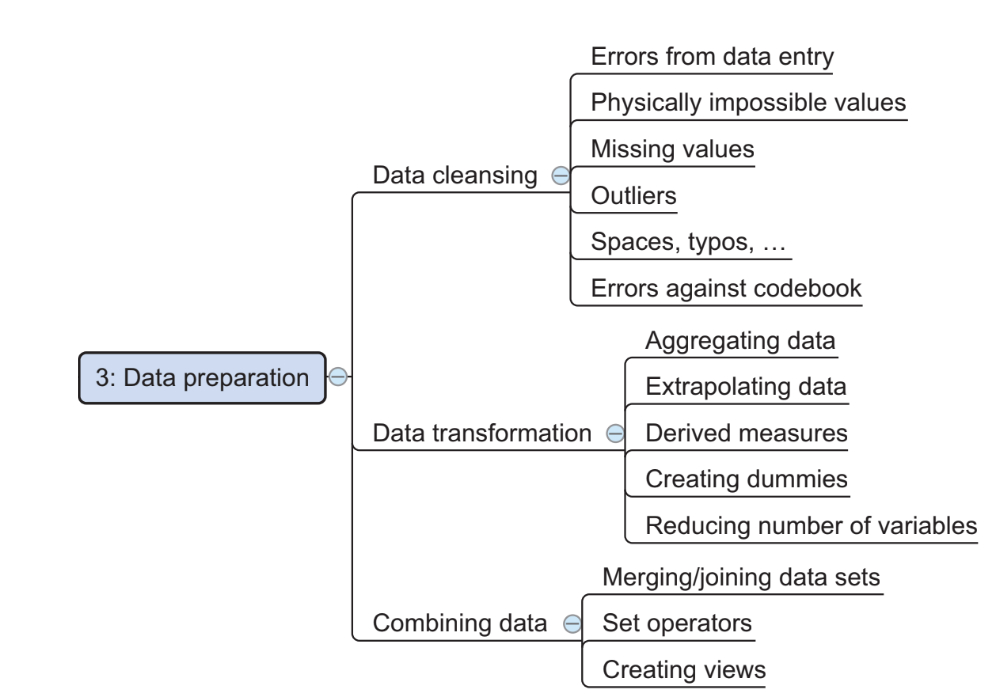 3: Data preparation
Data cleansing
Errors from data entry
Physically impossible values
Missing values
Outliers
Spaces, typos, …
Errors against codebook
Data transformation
Aggregating data
Extrapolating data
Derived measures
Creating dummies
Reducing number of variables
Combining data
Merging/joining data sets
Set operators
Creating views